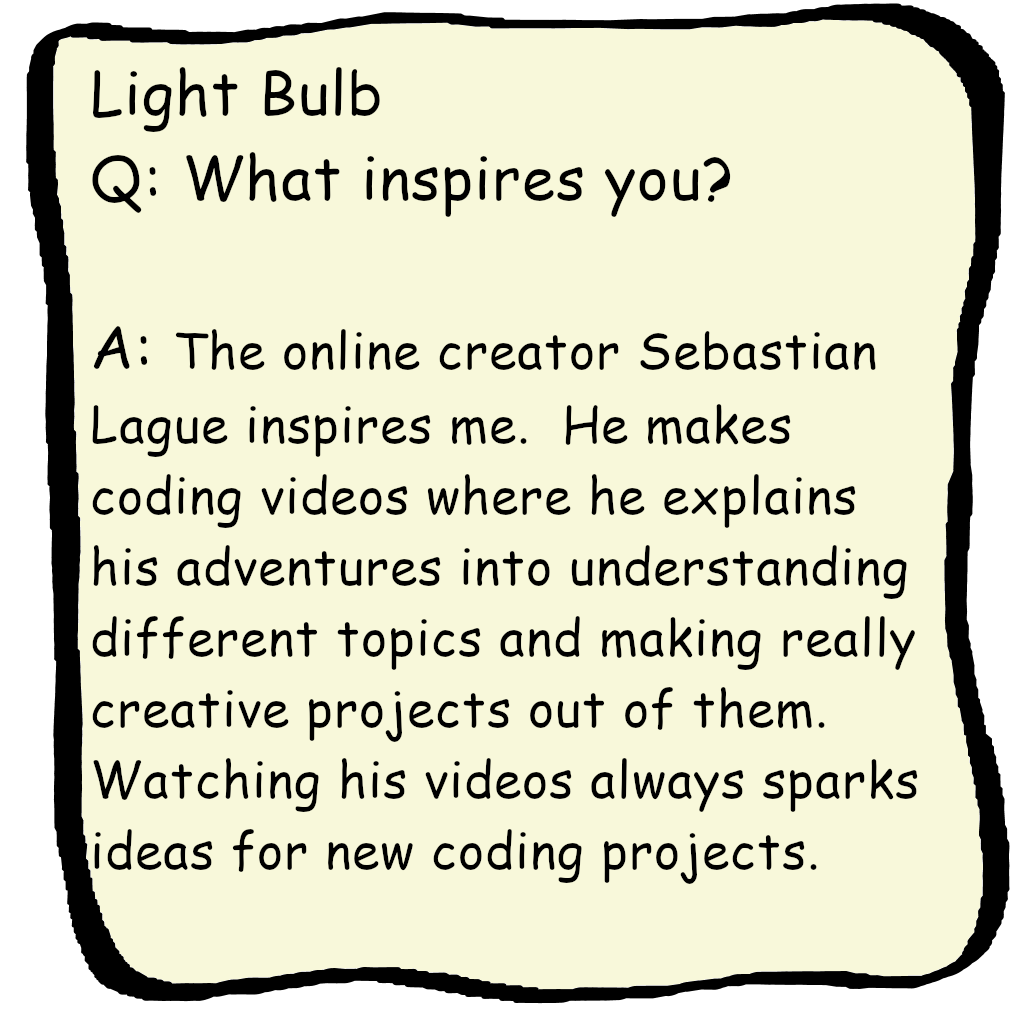 Light Bulb
Q: What inspires you?
A: The online creator Sebastian
Lague inspires me.  He makes
coding videos where he explains
his adventures into understanding
different topics and making really
creative projects out of them.
Watching his videos always sparks
ideas for new coding projects.